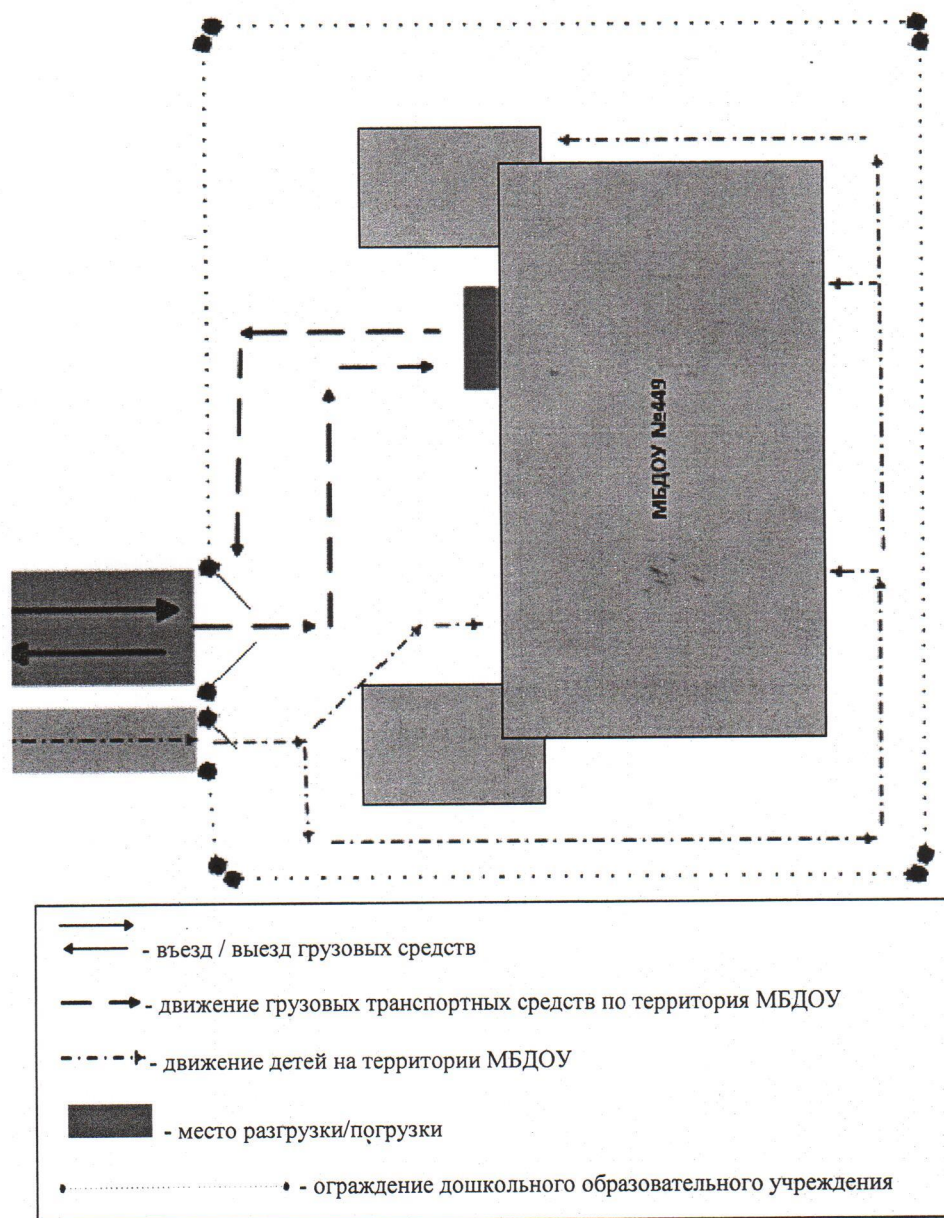 МБДОУ №449
- въезд / выезд грузовых средств
- движение грузовых транспортных средств по территория МБДОУ
- движение детей на территории МБДОУ
- место разгрузки/погрузки
- ограждение дошкольного образовательного учреждения